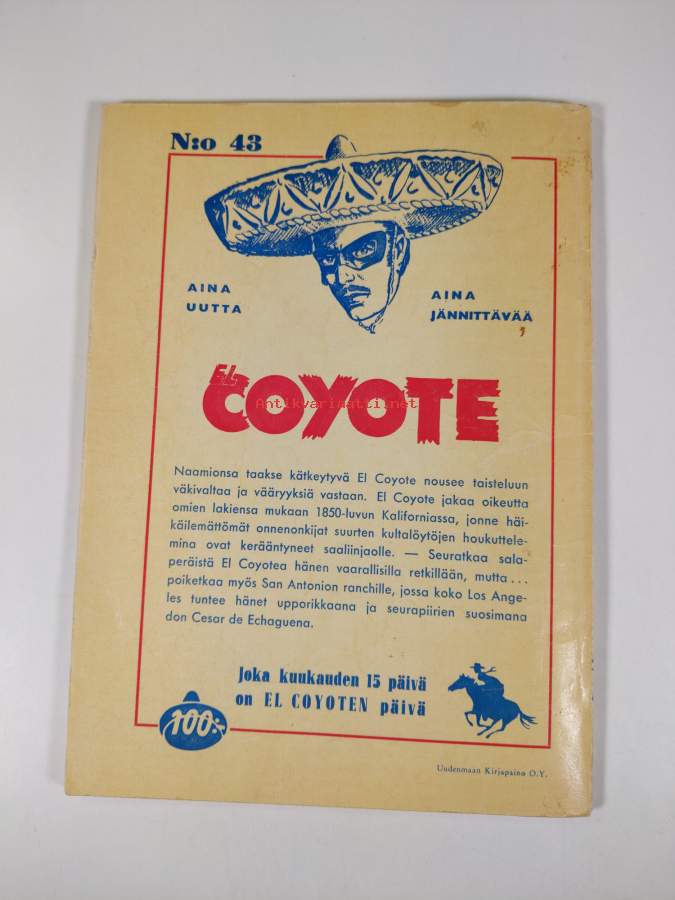 N:o 43
AINA
UUTTA
AINA
JÄNNITTÄVÄÄ
EL
COYOTE
Antikvariaatti.net
Naamionsa taakse kätkeytyvä El Coyote nousee taisteluun
väkivaltaa ja vääryyksiä vastaan. El Coyote jakaa oikeutta
omien lakiensa mukaan 1850-luvun Kaliforniassa, jonne häi-
käilemättömät onnenonkijat suurten kultalöytöjen houkuttele-
mina ovat kerääntyneet saaliinjaolle. — Seuratkaa sala-
peräistä El Coyotea hänen vaarallisilla retkillään, mutta ...
poiketkaa myös San Antonion ranchille, jossa koko Los Ange-
les tuntee hänet upporikkaana ja seurapiirien suosimana
don Cesar de Echaguena.
Joka kuukauden 15 päivä
on EL COYOTEN päivä
100:-
Uudenmaan Kirjapaino O.Y.